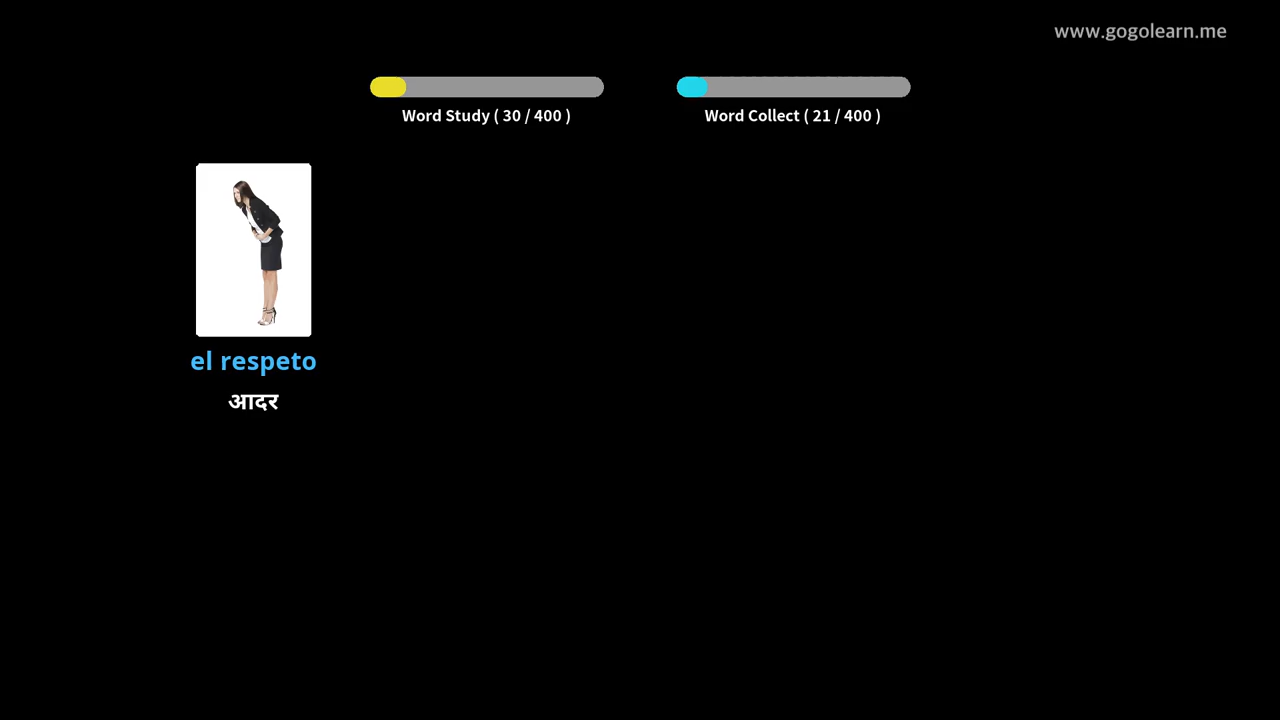 www.gogolearn.me
Word Study ( 30 / 400 )
Word Collect ( 21 / 400 )
el respeto
आदर